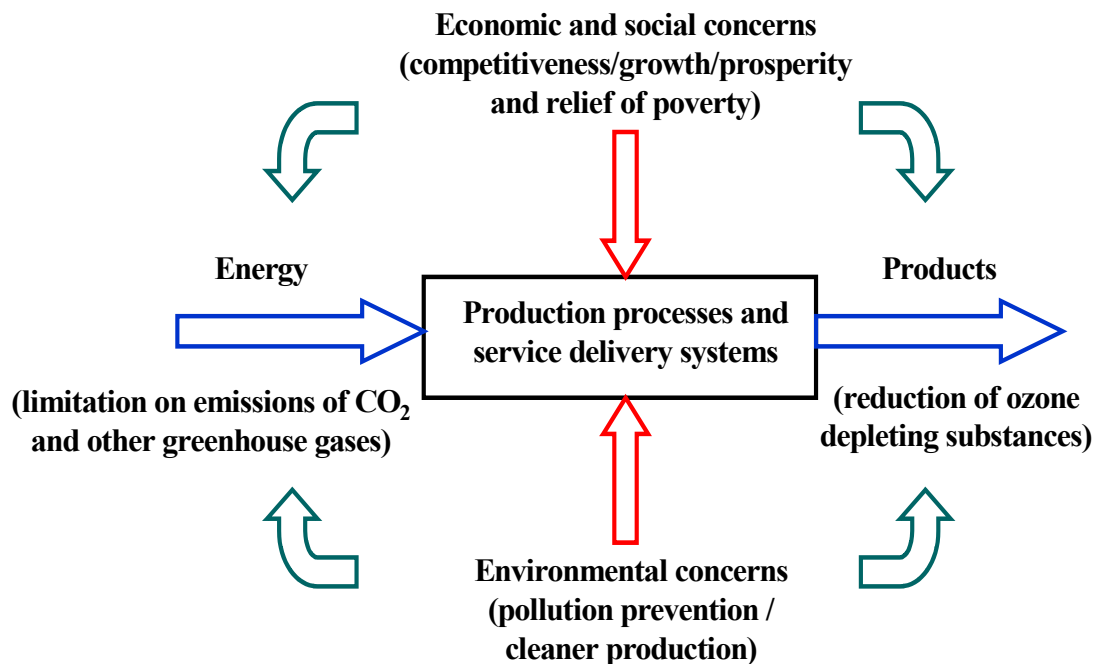 Economic and social concerns
(competitiveness/growth/prosperity
and relief of poverty)
Energy
Products
Production processes and
service delivery systems
(limitation on emissions of CO₂
and other greenhouse gases)
(reduction of ozone
depleting substances)
Environmental concerns
(pollution prevention /
cleaner production)